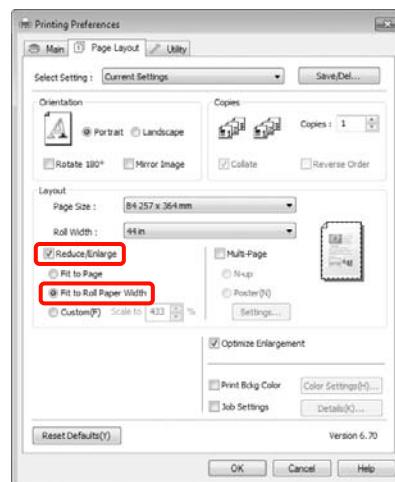 Printing Preferences
Main Page Layout Utility
Select Setting : Current Settings Save/Del...
Orientation Copies
Portrait Landscape Copies : 1
Rotate 180° Mirror Image Collate Reverse Order
Layout
Page Size : B4 257 x 364 mm
Roll Width : 44 in
Reduce/Enlarge Multi-Page
Fit to Page N-up
Fit to Roll Paper Width Poster(N)
Custom(F) Scale to 433 % Settings...
Optimize Enlargement
Print Bckg Color Color Settings(H)...
Job Settings Details(K)...
Reset Defaults(Y) Version 6.70
OK Cancel Help